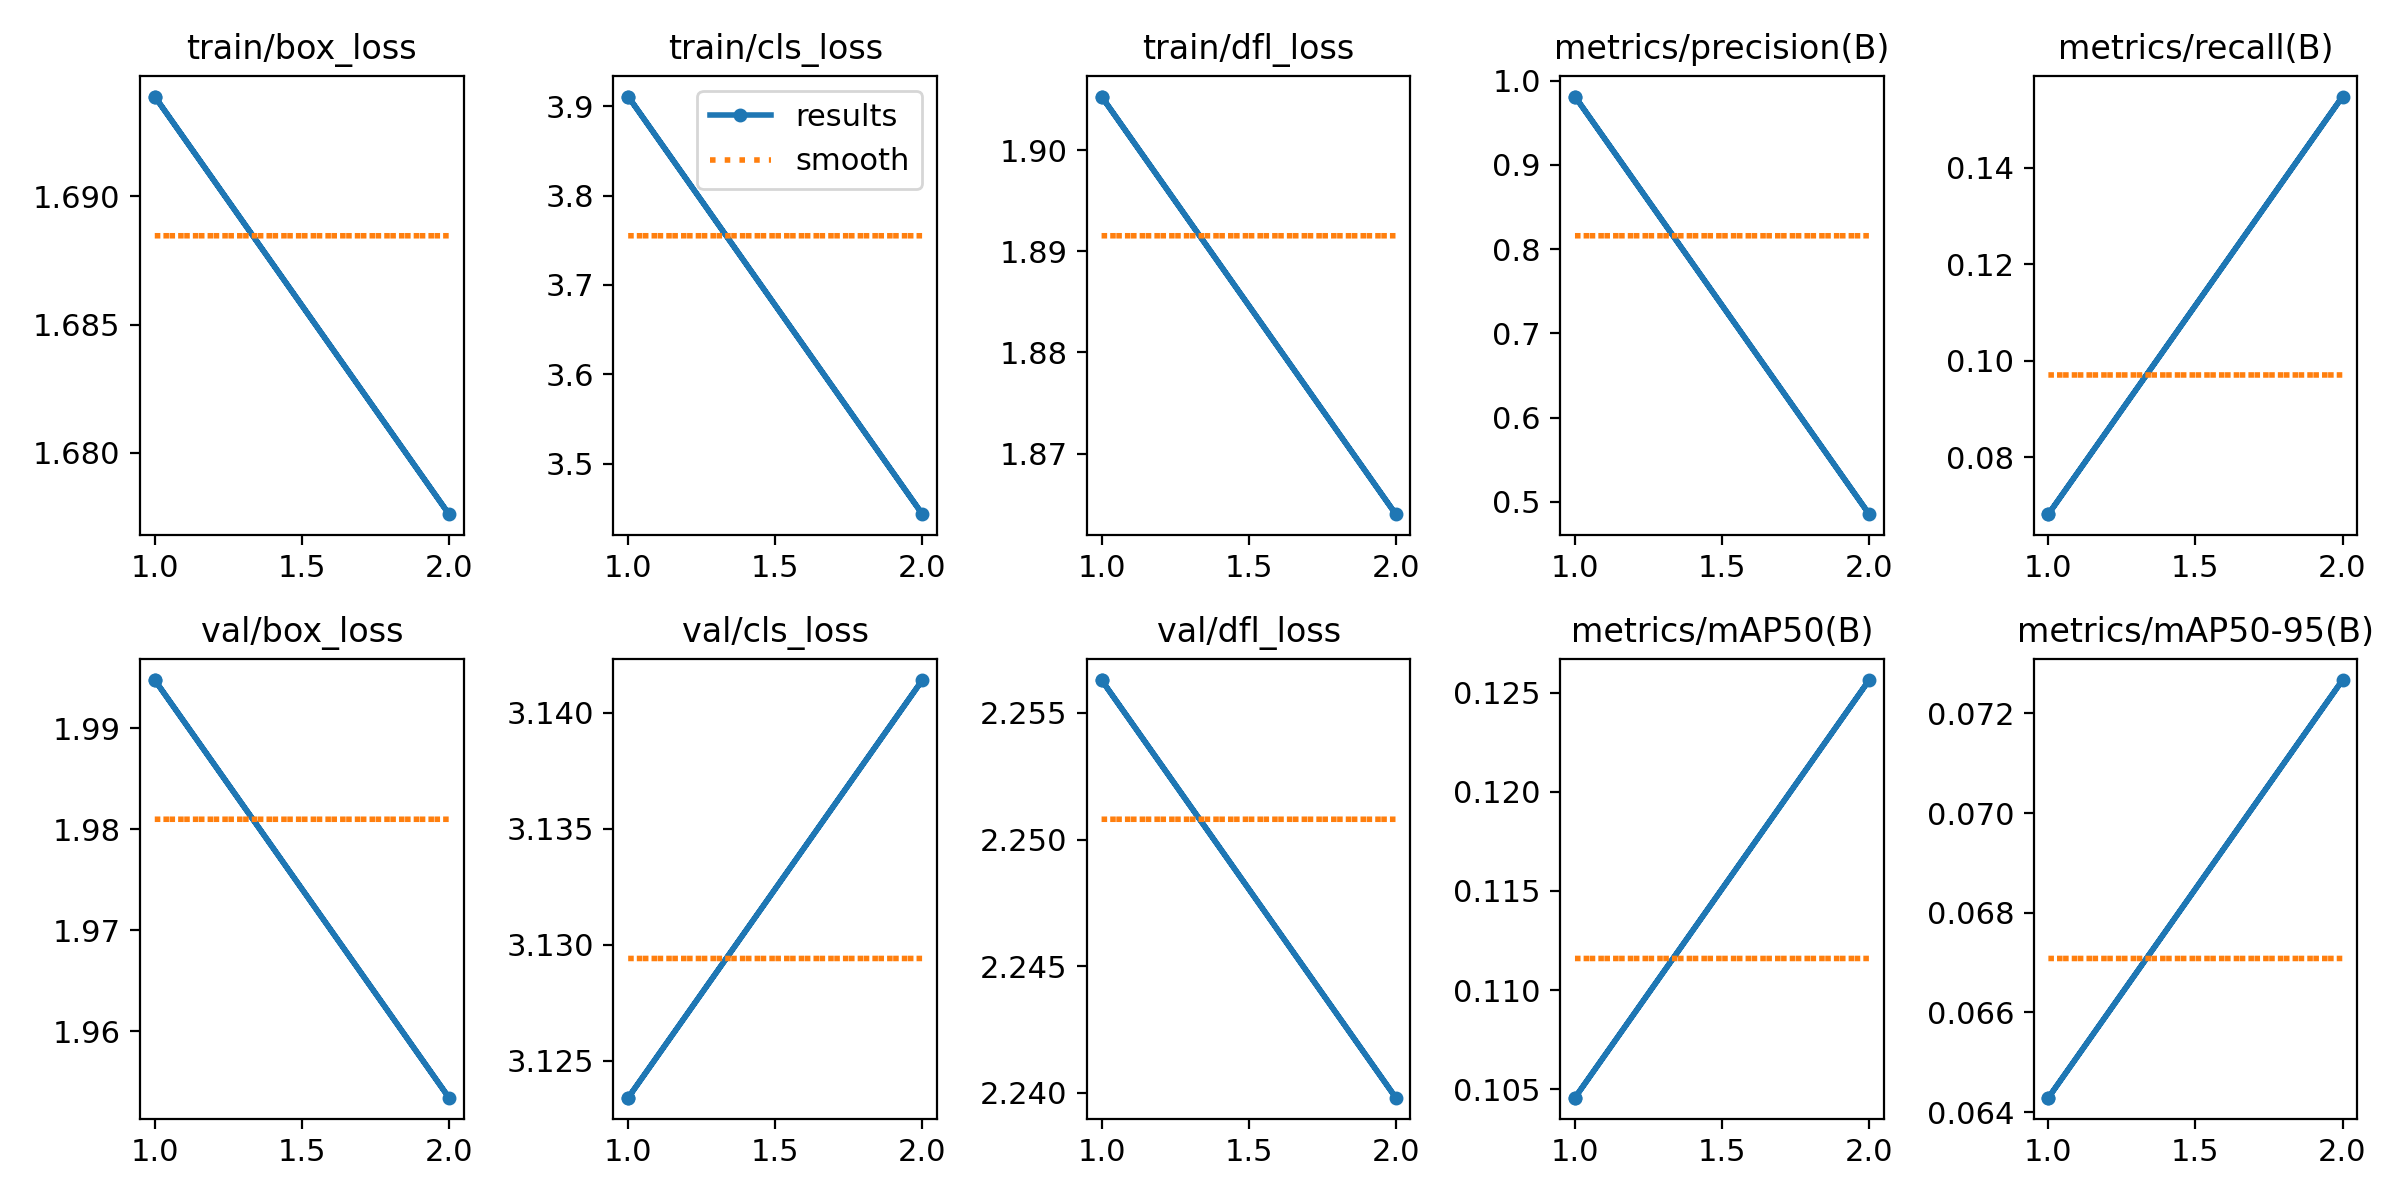 train/box_loss
1.690
1.685
1.680
1.0 1.5 2.0
train/cls_loss
results
smooth
3.9
3.8
3.7
3.6
3.5
1.0 1.5 2.0
train/dfl_loss
1.90
1.89
1.88
1.87
1.0 1.5 2.0
metrics/precision(B)
1.0
0.9
0.8
0.7
0.6
0.5
1.0 1.5 2.0
metrics/recall(B)
0.14
0.12
0.10
0.08
1.0 1.5 2.0
val/box_loss
1.99
1.98
1.97
1.96
1.0 1.5 2.0
val/cls_loss
3.140
3.135
3.130
3.125
1.0 1.5 2.0
val/dfl_loss
2.255
2.250
2.245
2.240
1.0 1.5 2.0
metrics/mAP50(B)
0.125
0.120
0.115
0.110
0.105
1.0 1.5 2.0
metrics/mAP50-95(B)
0.072
0.070
0.068
0.066
0.064
1.0 1.5 2.0